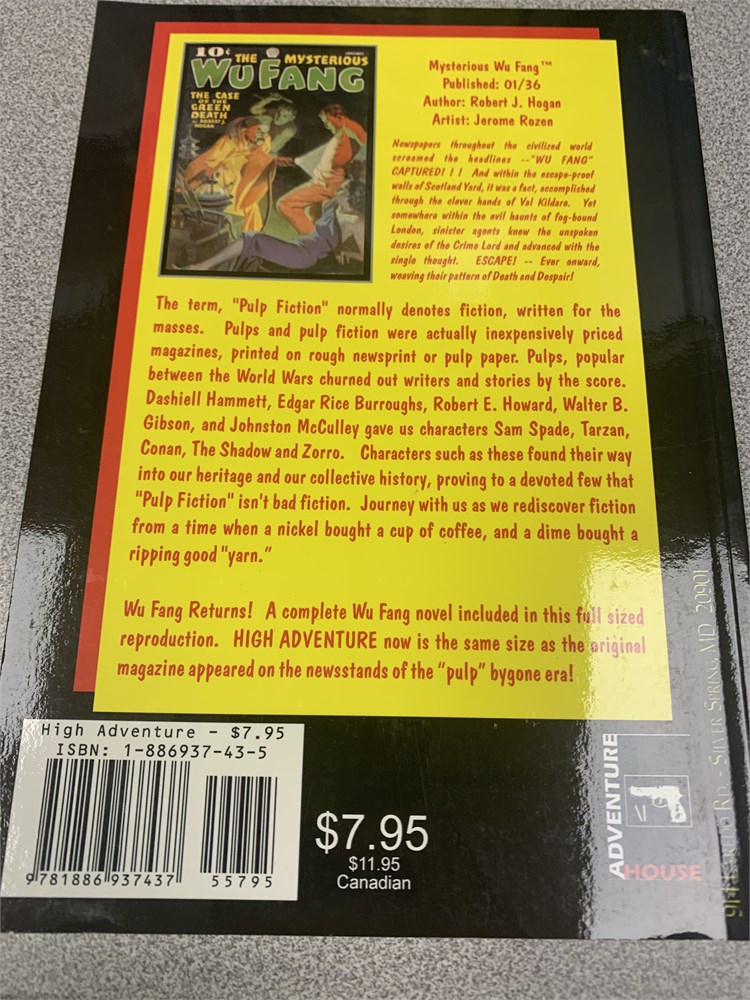 10¢ THE MYSTERIOUS
WU FANG
THE CASE
OF THE
GREEN
DEATH
BY ROBERT J.
HOGAN
Mysterious Wu Fang™
Published: 01/36
Author: Robert J. Hogan
Artist: Jerome Rozen
Newspapers throughout the civilized world
screamed the headlines --"WU FANG"
CAPTURED! ! ! And within the escape-proof
walls of Scotland Yard, it was a fact, accomplished
through the clever hands of Val Kildare. Yet
somewhere within the evil haunts of fog-bound
London, sinister agents knew the unspoken
desires of the Crime Lord and advanced with the
single thought. ESCAPE! -- Ever onward,
weaving their pattern of Death and Despair!
The term, "Pulp Fiction" normally denotes fiction, written for the
masses. Pulps and pulp fiction were actually inexpensively priced
magazines, printed on rough newsprint or pulp paper. Pulps, popular
between the World Wars churned out writers and stories by the score.
Dashiell Hammett, Edgar Rice Burroughs, Robert E. Howard, Walter B.
Gibson, and Johnston McCulley gave us characters Sam Spade, Tarzan,
Conan, The Shadow and Zorro. Characters such as these found their way
into our heritage and our collective history, proving to a devoted few that
"Pulp Fiction" isn't bad fiction. Journey with us as we rediscover fiction
from a time when a nickel bought a cup of coffee, and a dime bought a
ripping good "yarn."
Wu Fang Returns! A complete Wu Fang novel included in this full sized
reproduction. HIGH ADVENTURE now is the same size as the original
magazine appeared on the newsstands of the "pulp" bygone era!
High Adventure - $7.95
ISBN: 1-886937-43-5
9781886937437
55795
$7.95
$11.95
Canadian
ADVENTURE
HOUSE
914 Rd. - Silver Spring, MD 20901